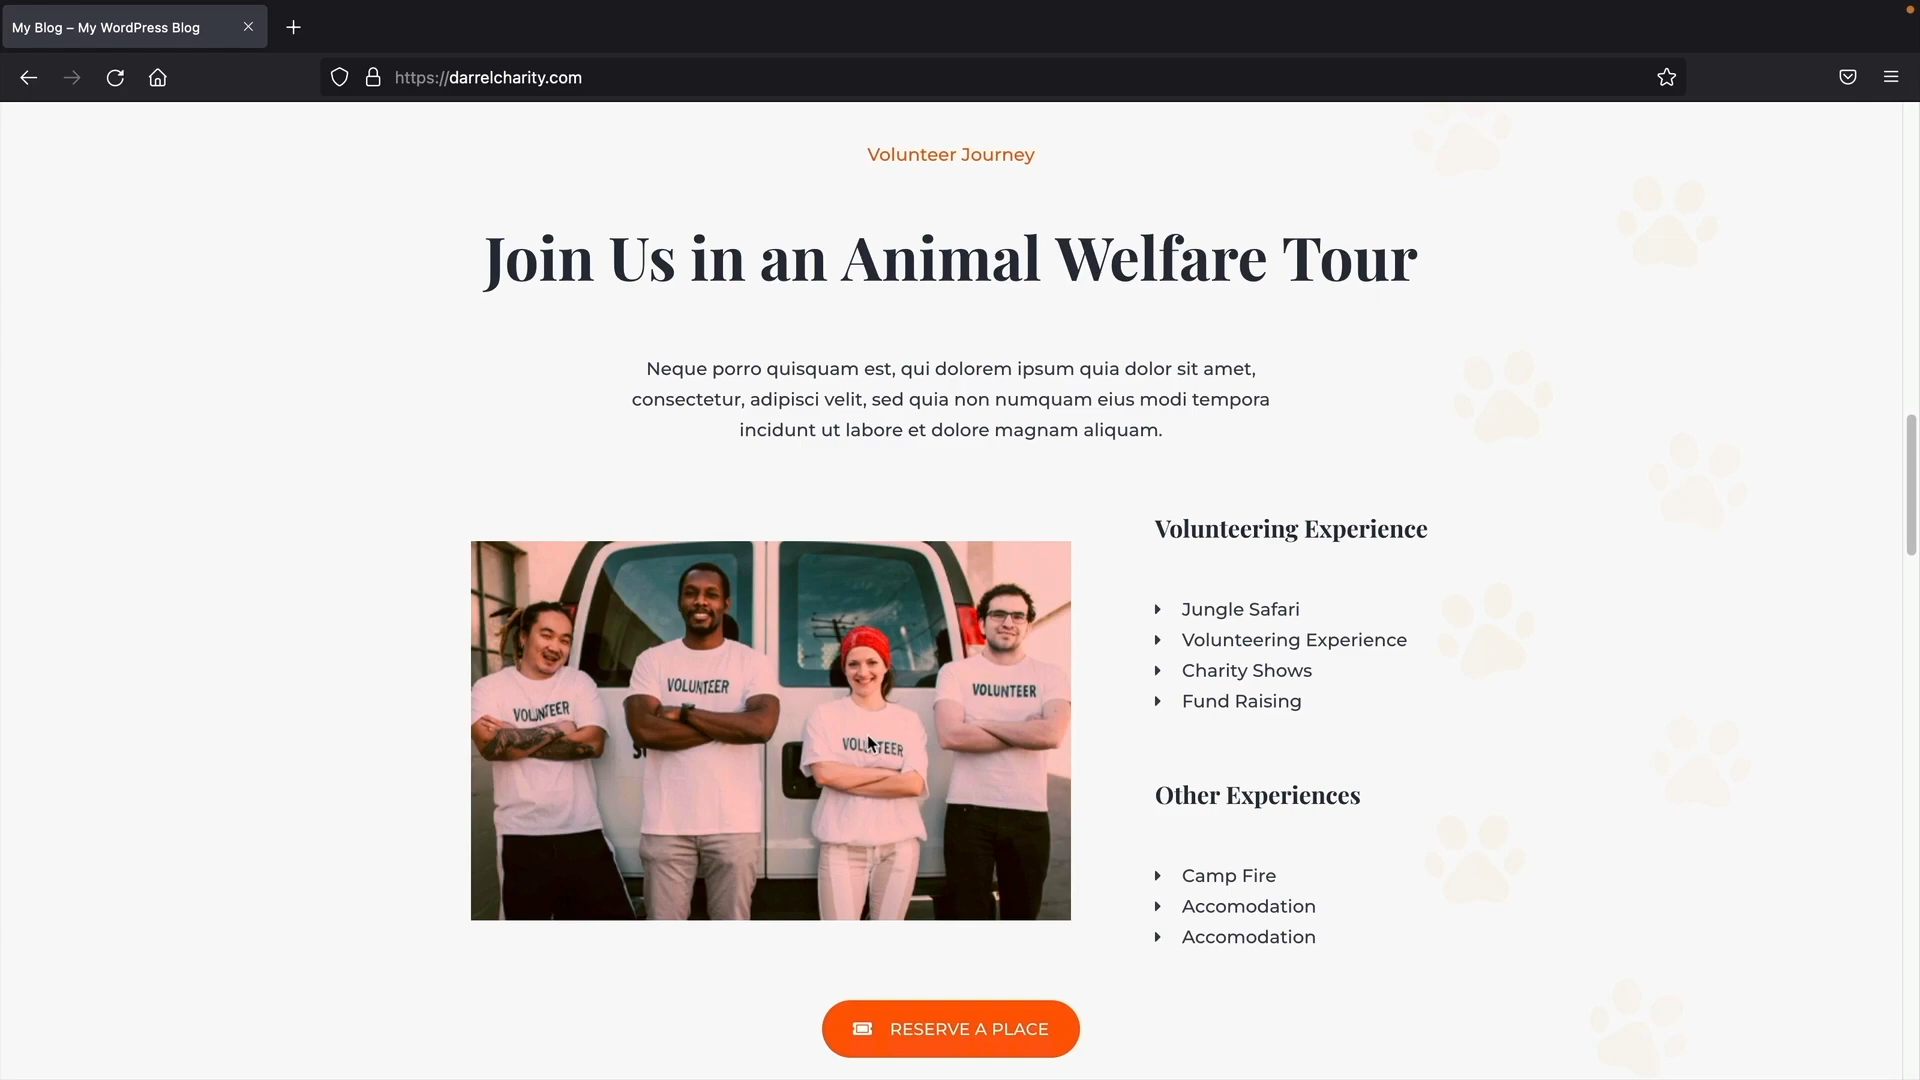 My Blog – My WordPress Blog
https://darrelcharity.com
Volunteer Journey
Join Us in an Animal Welfare Tour
Neque porro quisquam est, qui dolorem ipsum quia dolor sit amet,
consectetur, adipisci velit, sed quia non numquam eius modi tempora
incidunt ut labore et dolore magnam aliquam.
Volunteering Experience
Jungle Safari
Volunteering Experience
Charity Shows
Fund Raising
VOLUNTEER
VOLUNTEER
VOLUNTEER
VOLUNTEER
Other Experiences
Camp Fire
Accomodation
Accomodation
RESERVE A PLACE